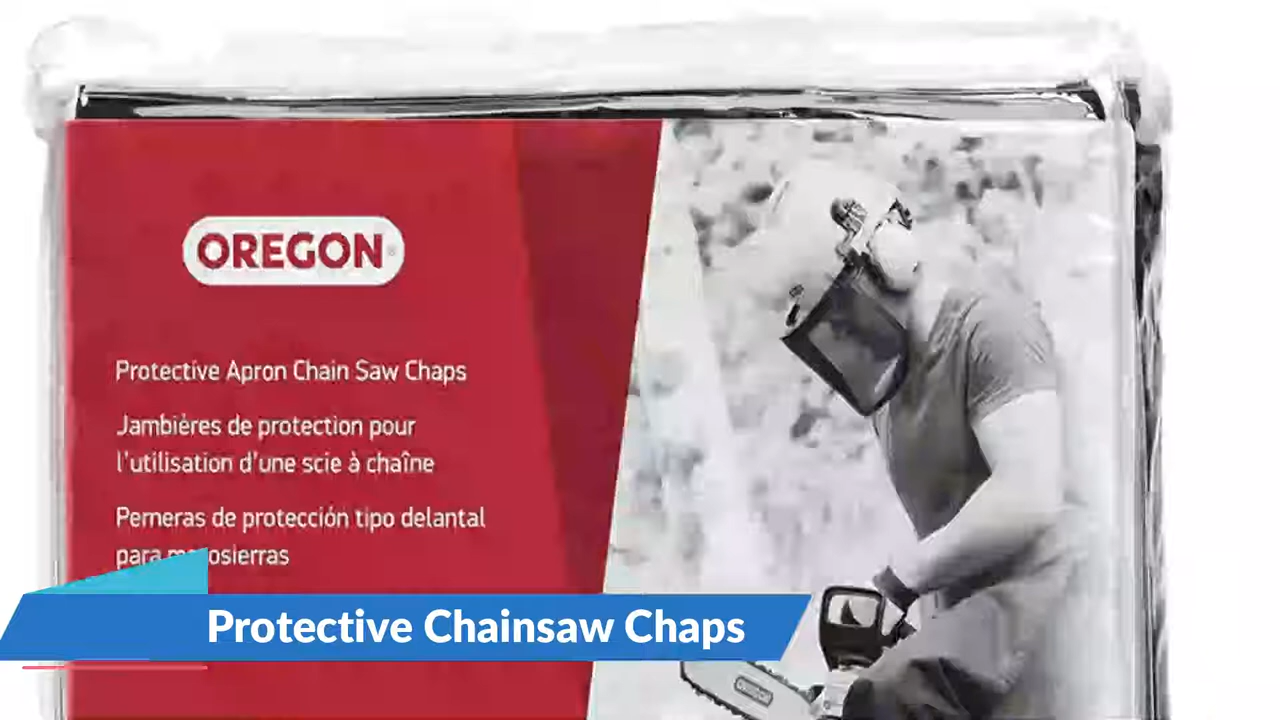 OREGON
Protective Apron Chain Saw Chaps
Jambières de protection pour
l'utilisation d'une scie à chaîne
Perneras de protección tipo delantal
para
Protective Chainsaw Chaps
OREGON